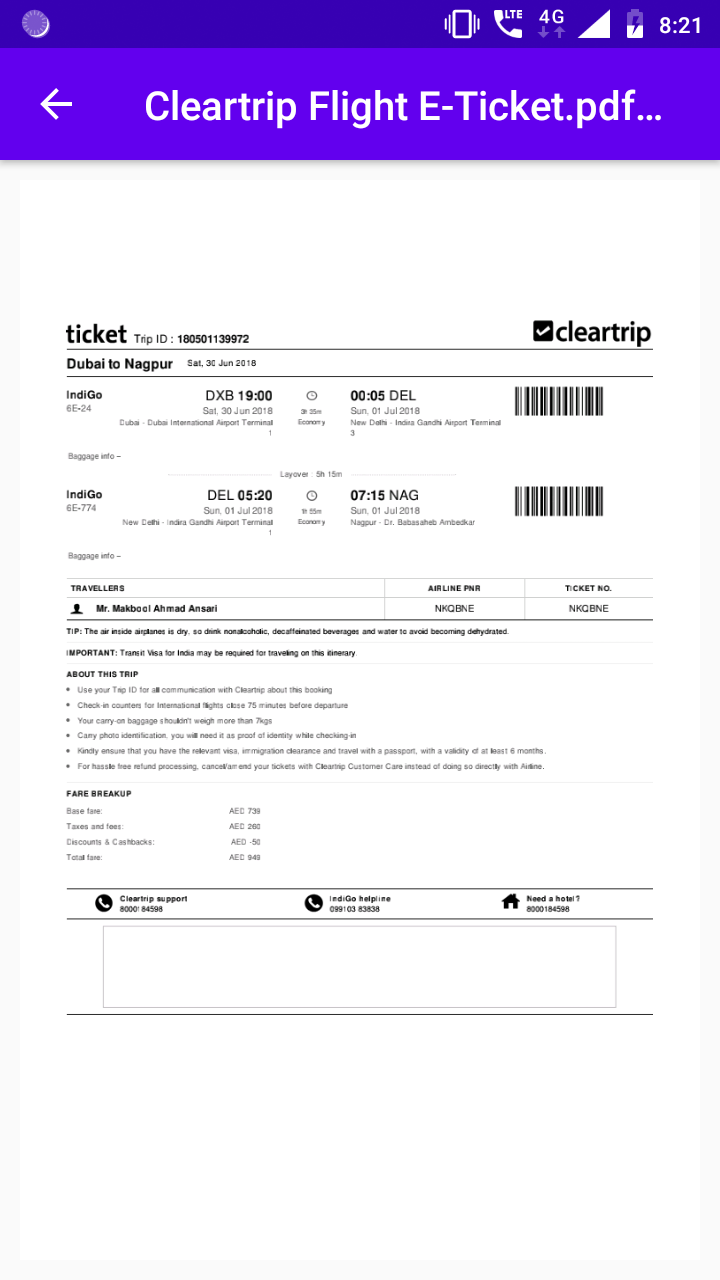 LTE 4G 8:21
Cleartrip Flight E-Ticket.pdf...
ticket Trip ID : 180501139972 cleartrip
Dubai to Nagpur Sat, 30 Jun 2018
IndiGo DXB 19:00 00:05 DEL
6E-24 Sat, 30 Jun 2018 3h 35m Sun, 01 Jul 2018
Dubai - Dubai International Airport Terminal Economy New Delhi - Indira Gandhi Airport Terminal
1 3
Baggage info –
Layover : 5h 15m
IndiGo DEL 05:20 07:15 NAG
6E-774 Sun, 01 Jul 2018 1h 55m Sun, 01 Jul 2018
New Delhi - Indira Gandhi Airport Terminal Economy Nagpur - Dr. Babasaheb Ambedkar
1
Baggage info –
TRAVELLERS AIRLINE PNR TICKET NO.
Mr. Makbool Ahmad Ansari NKQBNE NKQBNE
TIP: The air inside airplanes is dry, so drink nonalcoholic, decaffeinated beverages and water to avoid becoming dehydrated.
IMPORTANT: Transit Visa for India may be required for traveling on this itinerary.
ABOUT THIS TRIP
• Use your Trip ID for all communication with Cleartrip about this booking
• Check-in counters for International flights close 75 minutes before departure
• Your carry-on baggage shouldn't weigh more than 7kgs
• Carry photo identification, you will need it as proof of identity while checking-in
• Kindly ensure that you have the relevant visa, immigration clearance and travel with a passport, with a validity of at least 6 months.
• For hassle free refund processing, cancel/amend your tickets with Cleartrip Customer Care instead of doing so directly with Airline.
FARE BREAKUP
Base fare: AED 739
Taxes and fees: AED 260
Discounts & Cashbacks: AED -50
Total fare: AED 949
Cleartrip support IndiGo helpline Need a hotel?
8000184598 099103 83838 8000184598